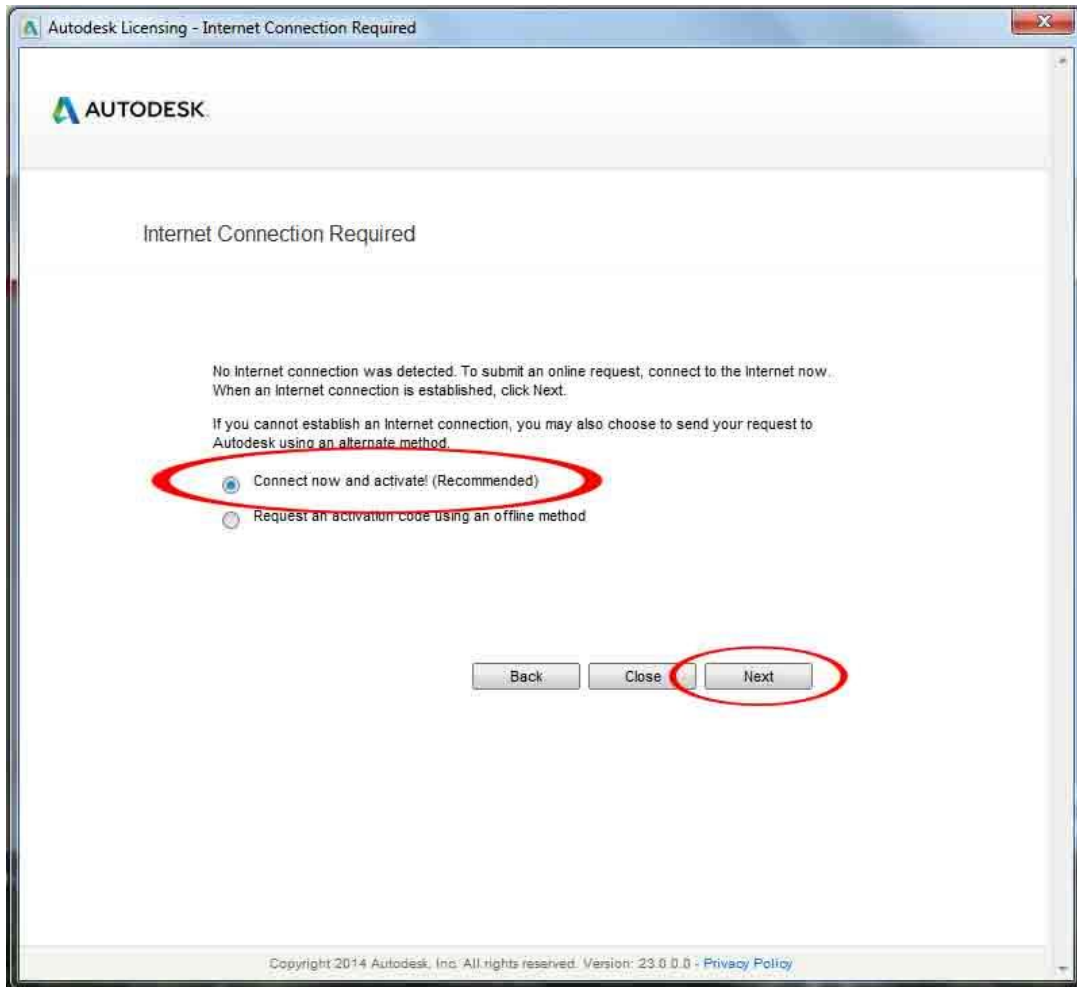 Autodesk Licensing - Internet Connection Required
AUTODESK
Internet Connection Required
No Internet connection was detected. To submit an online request, connect to the Internet now.
When an Internet connection is established, click Next.
If you cannot establish an Internet connection, you may also choose to send your request to
Autodesk using an alternate method.
Connect now and activate! (Recommended)
Request an activation code using an offline method
Back Close Next
Copyright 2014 Autodesk, Inc. All rights reserved. Version: 23.0.0.0 - Privacy Policy